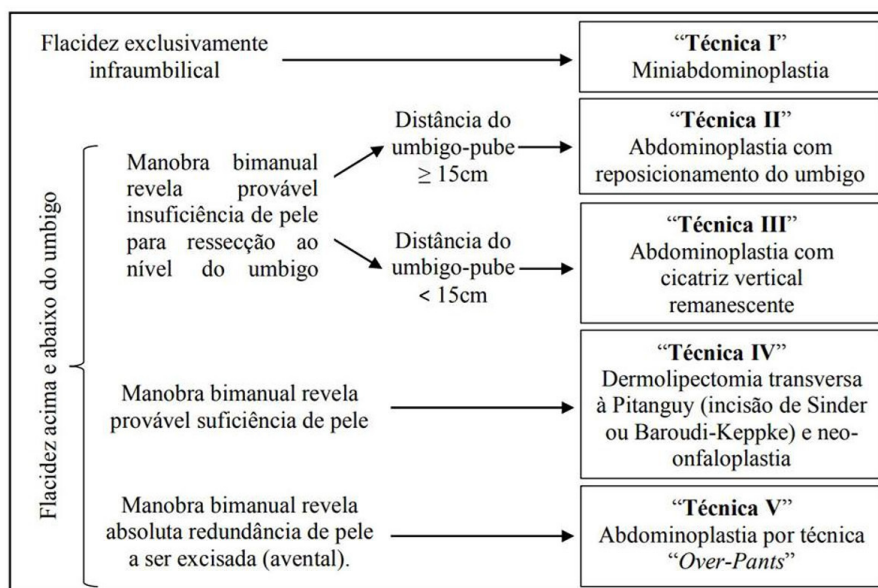 Flacidez exclusivamente
infraumbilical
“Técnica I”
Miniabdominoplastia
Flacidez acima e abaixo do umbigo
Manobra bimanual
revela provável
insuficiência de pele
para ressecção ao
nível do umbigo
Distância do
umbigo-pube
≥ 15cm
“Técnica II”
Abdominoplastia com
reposicionamento do umbigo
Distância do
umbigo-pube
< 15cm
“Técnica III”
Abdominoplastia com
cicatriz vertical
remanescente
Manobra bimanual revela
provável suficiência de pele
“Técnica IV”
Dermolipectomia transversa
à Pitanguy (incisão de Sinder
ou Baroudi-Keppke) e neo-
onfaloplastia
Manobra bimanual revela
absoluta redundância de pele
a ser excisada (avental).
“Técnica V”
Abdominoplastia por técnica
“Over-Pants”